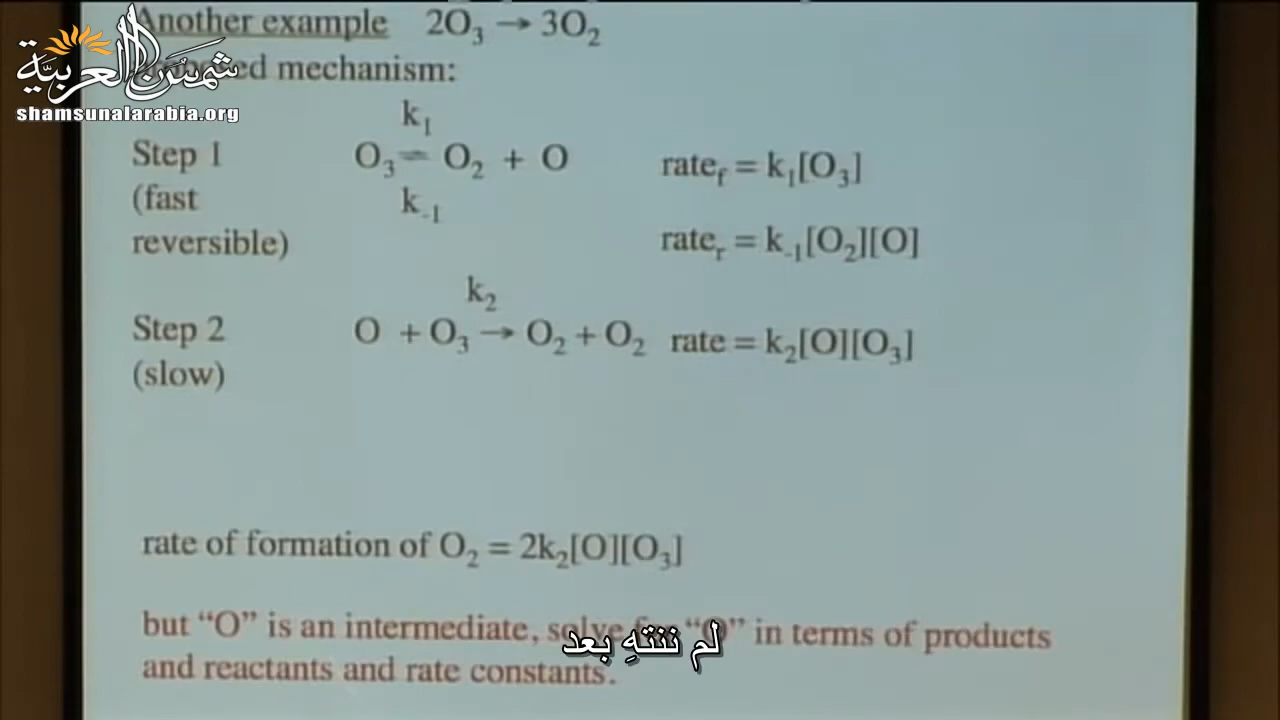 شمس العربية
shamsunalarabia.org
Another example 2O₃ → 3O₂
mechanism:
k₁
Step 1 O₃ ⇌ O₂ + O rate_f = k₁[O₃]
(fast k₋₁
reversible) rate_r = k₋₁[O₂][O]
k₂
Step 2 O + O₃ → O₂ + O₂ rate = k₂[O][O₃]
(slow)
rate of formation of O₂ = 2k₂[O][O₃]
but “O” is an intermediate, solve for “O” in terms of products
and reactants and rate constants.
لم ننتهِ بعد